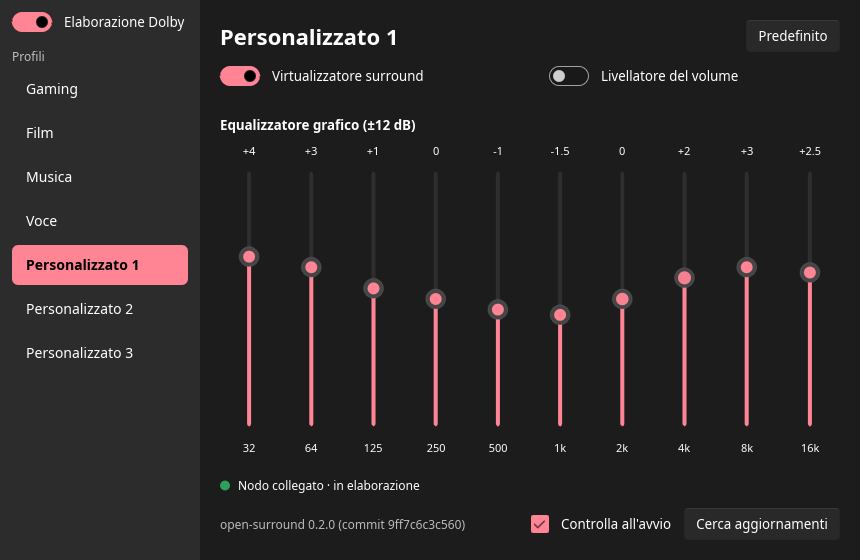 Elaborazione Dolby
Profili
Gaming
Film
Musica
Voce
Personalizzato 1
Personalizzato 2
Personalizzato 3
Personalizzato 1
Predefinito
Virtualizzatore surround
Livellatore del volume
Equalizzatore grafico (±12 dB)
+4 +3 +1 0 -1 -1.5 0 +2 +3 +2.5
32 64 125 250 500 1k 2k 4k 8k 16k
Nodo collegato · in elaborazione
open-surround 0.2.0 (commit 9ff7c6c3c560)
Controlla all'avvio
Cerca aggiornamenti